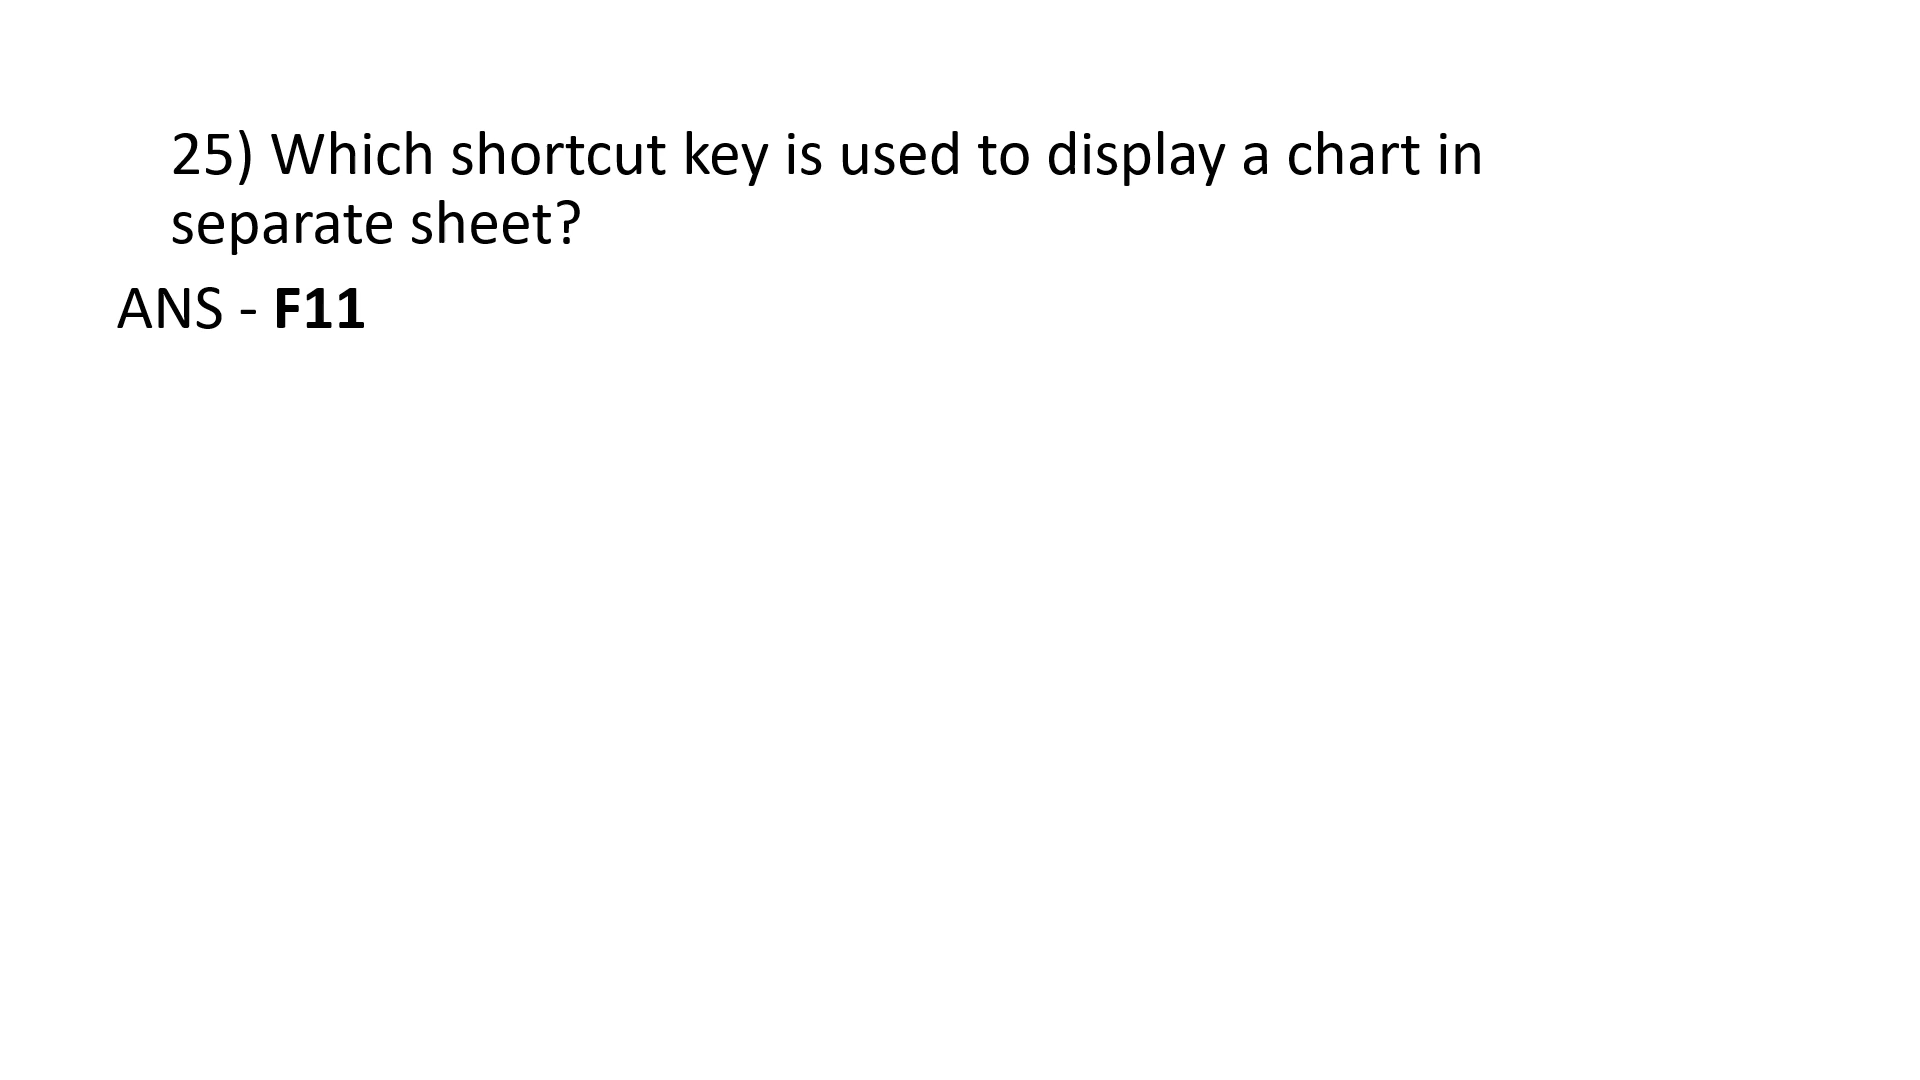 25) Which shortcut key is used to display a chart in
separate sheet?
ANS - F11